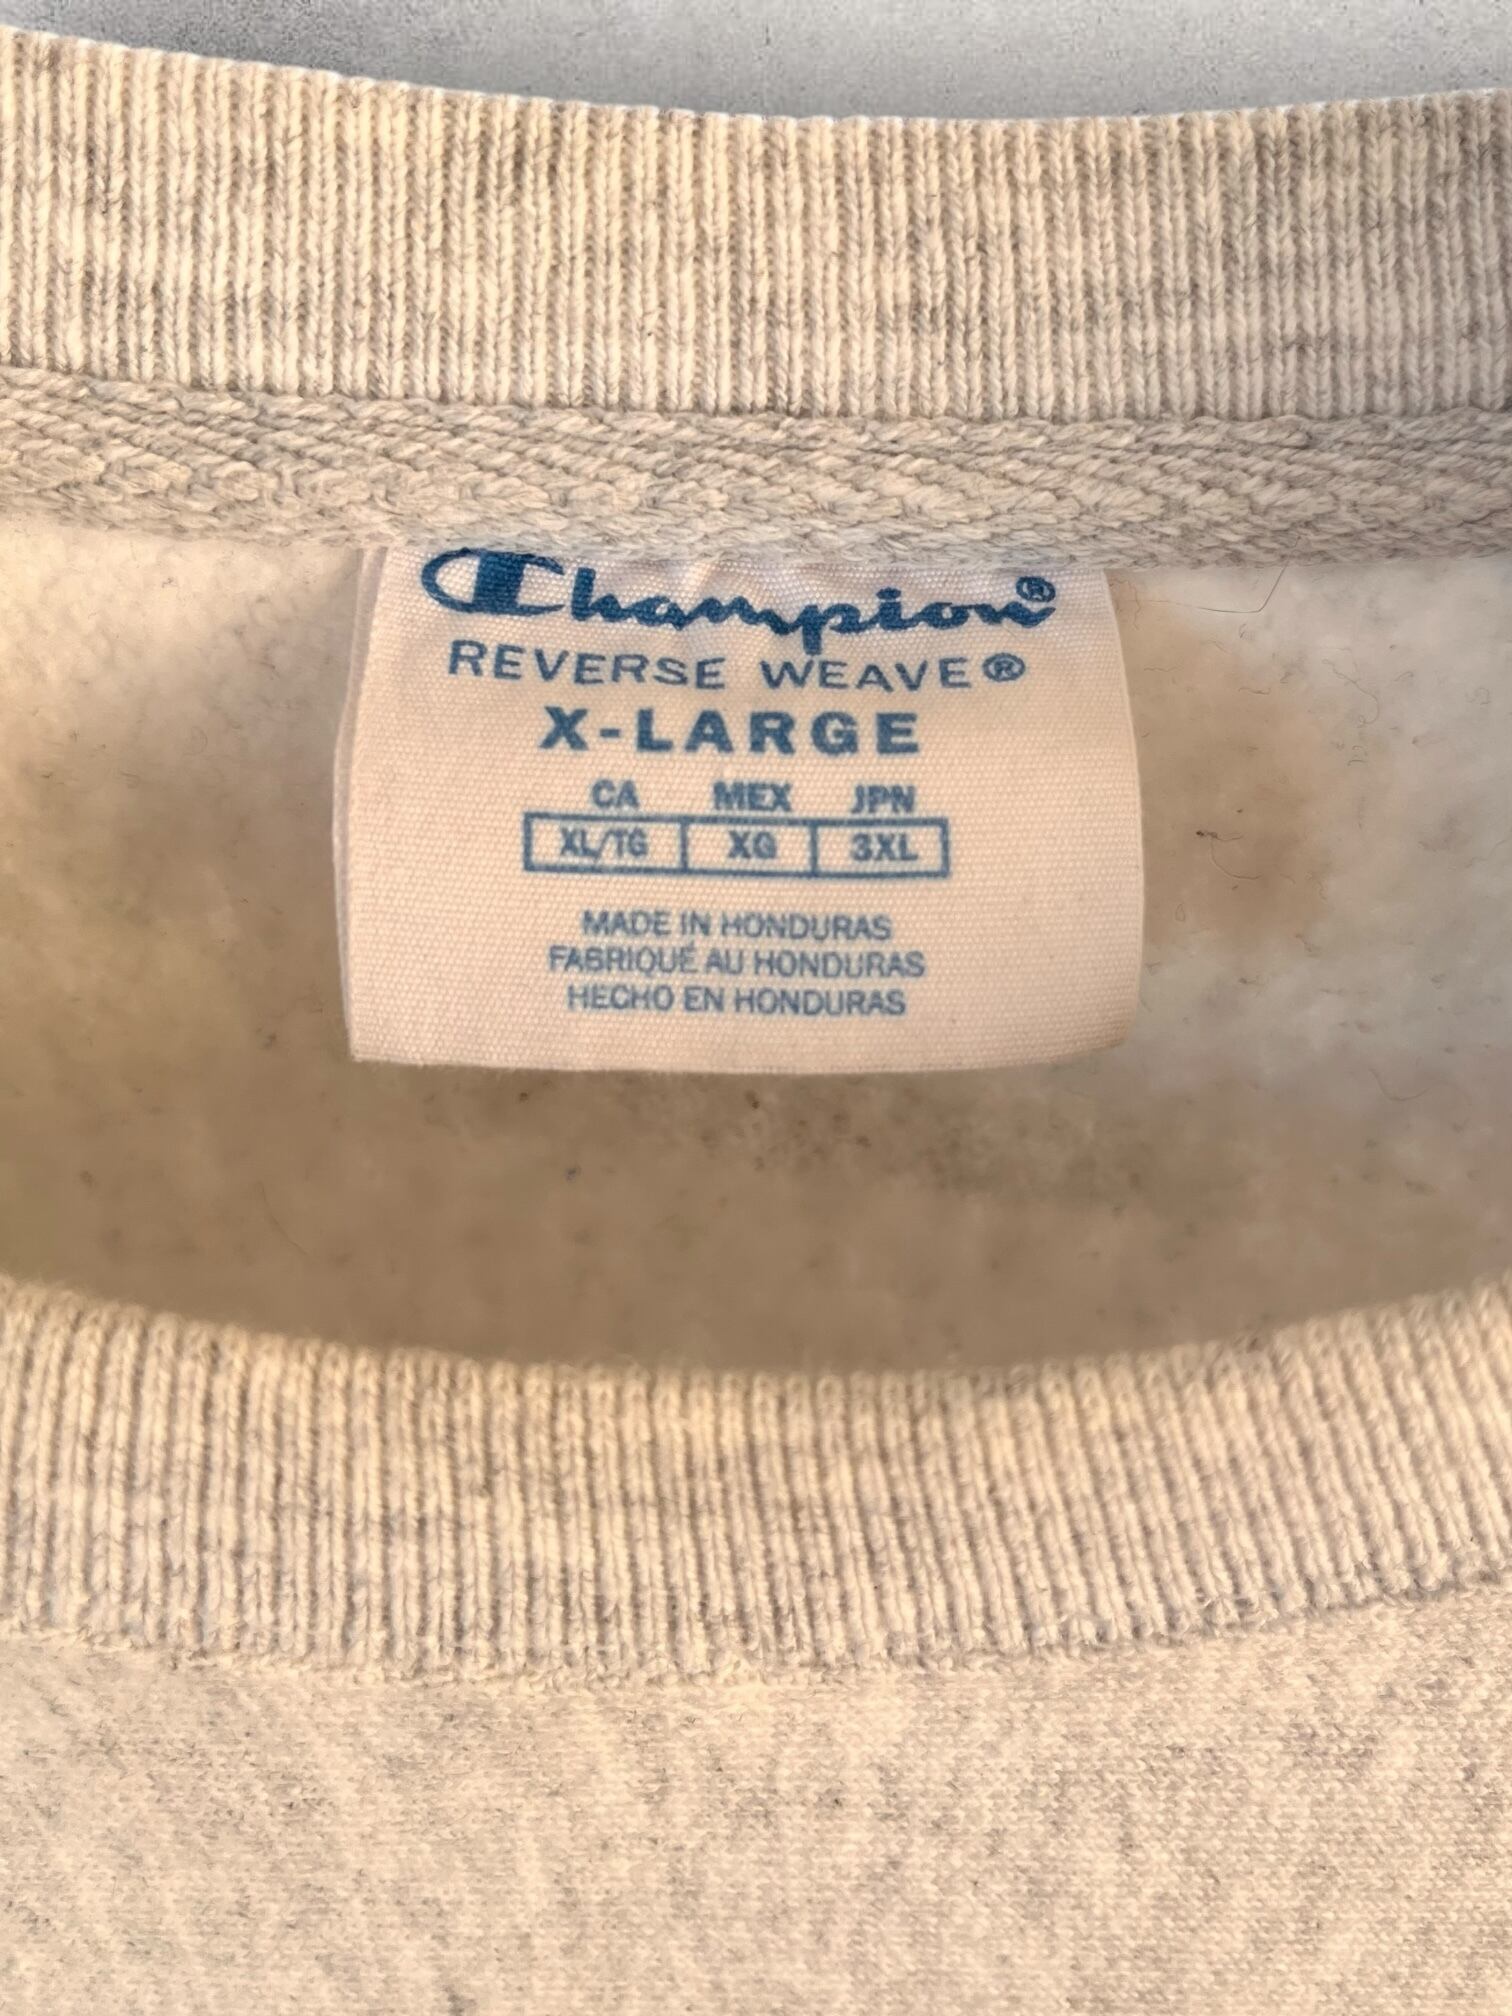 Champion®
REVERSE WEAVE®
X-LARGE
CA MEX JPN
XL/TG XG 3XL
MADE IN HONDURAS
FABRIQUÉ AU HONDURAS
HECHO EN HONDURAS